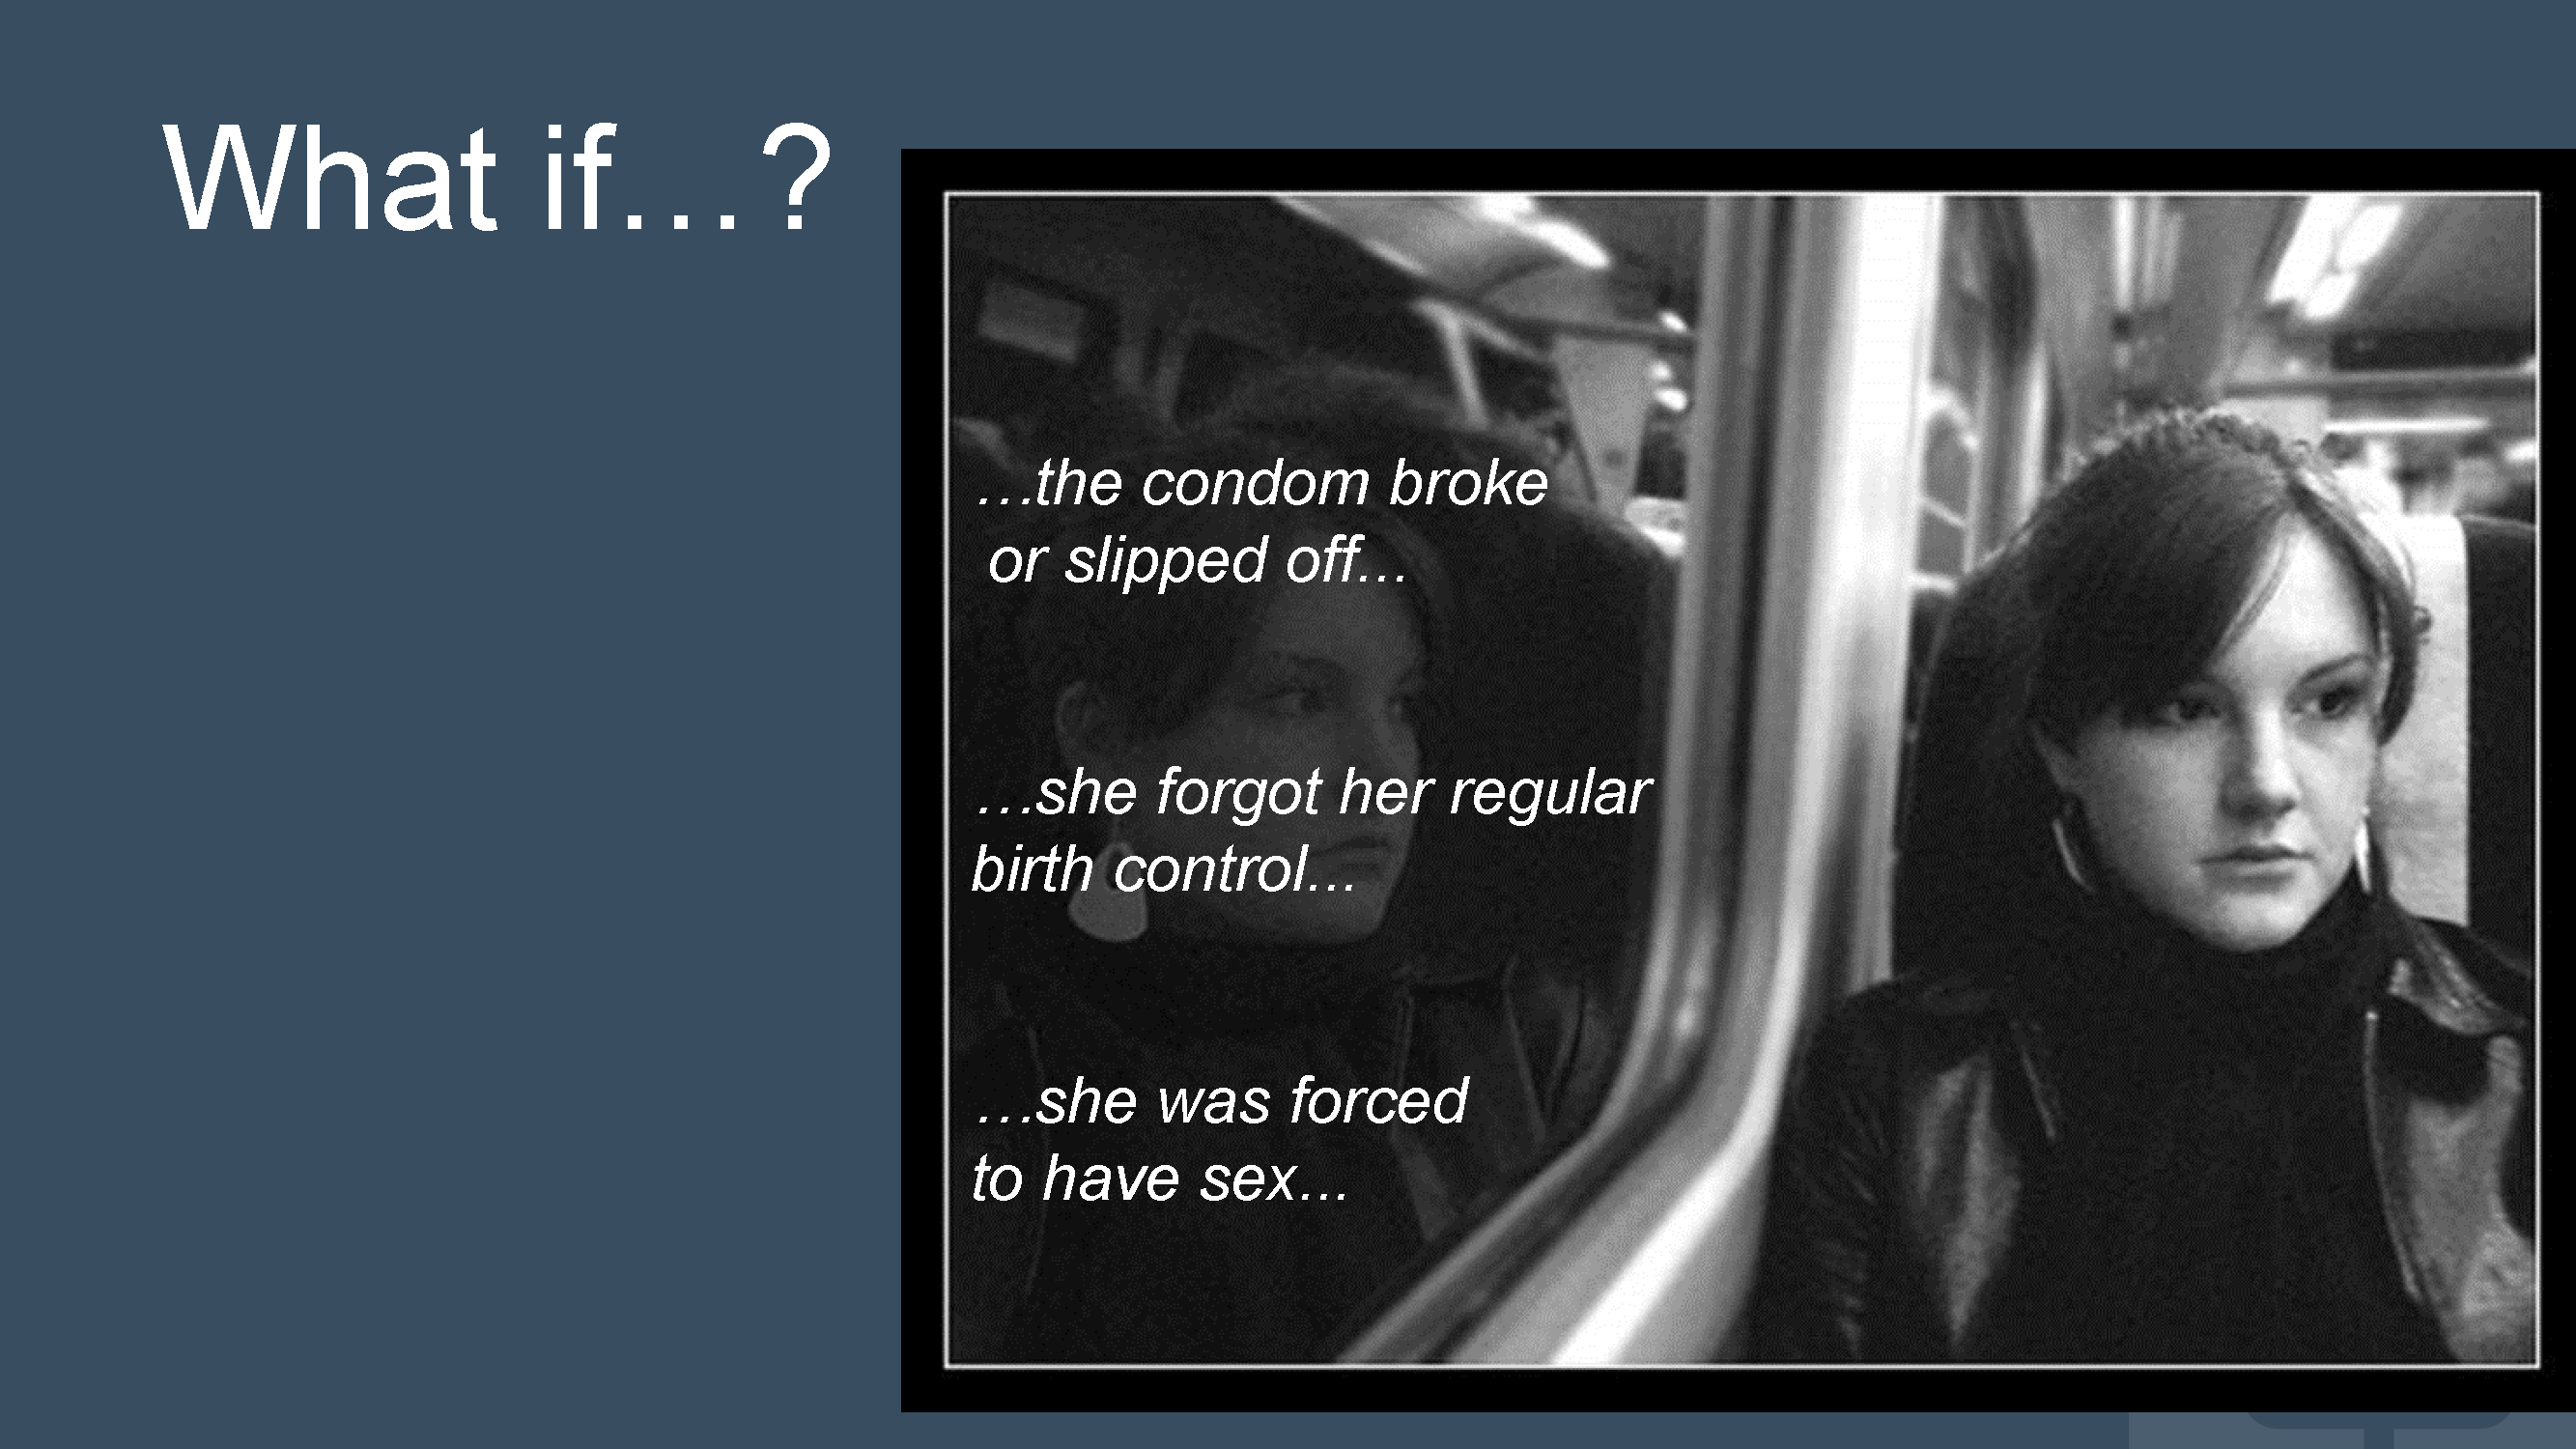 What if…?
…the condom broke
or slipped off...
…she forgot her regular
birth control...
…she was forced
to have sex...